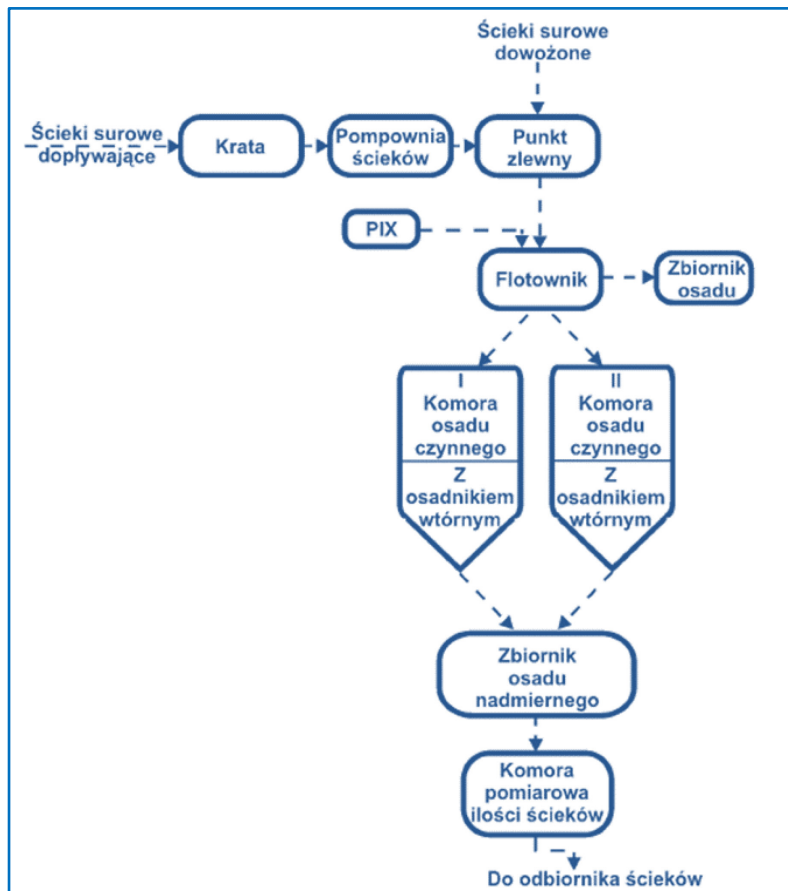 Ścieki surowe
dowożone
Ścieki surowe
dopływające
Krata
Pompownia
ścieków
Punkt
zlewny
PIX
Flotownik
Zbiornik
osadu
I
Komora
osadu
czynnego
Z
osadnikiem
wtórnym
II
Komora
osadu
czynnego
Z
osadnikiem
wtórnym
Zbiornik
osadu
nadmiernego
Komora
pomiarowa
ilości ścieków
Do odbiornika ścieków